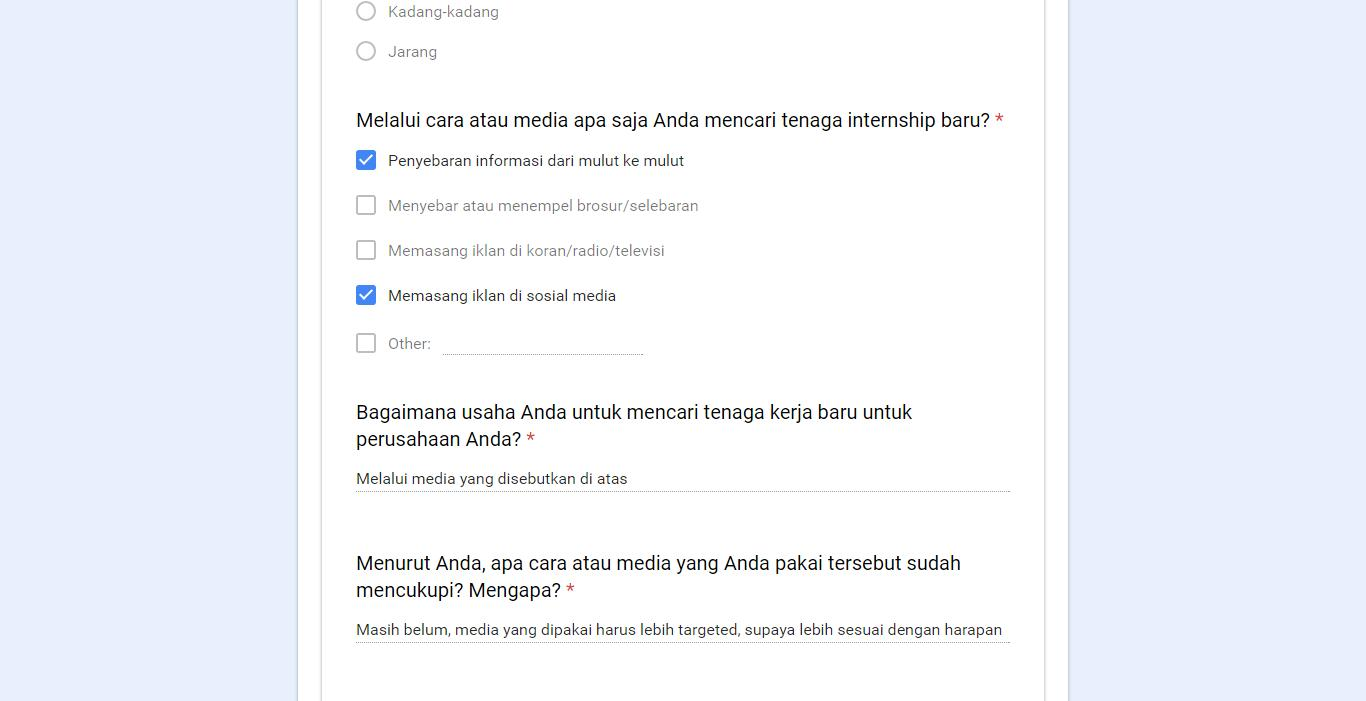 Kadang-kadang
Jarang
Melalui cara atau media apa saja Anda mencari tenaga internship baru? *
Penyebaran informasi dari mulut ke mulut
Menyebar atau menempel brosur/selebaran
Memasang iklan di koran/radio/televisi
Memasang iklan di sosial media
Other:
Bagaimana usaha Anda untuk mencari tenaga kerja baru untuk
perusahaan Anda? *
Melalui media yang disebutkan di atas
Menurut Anda, apa cara atau media yang Anda pakai tersebut sudah
mencukupi? Mengapa? *
Masih belum, media yang dipakai harus lebih targeted, supaya lebih sesuai dengan harapan